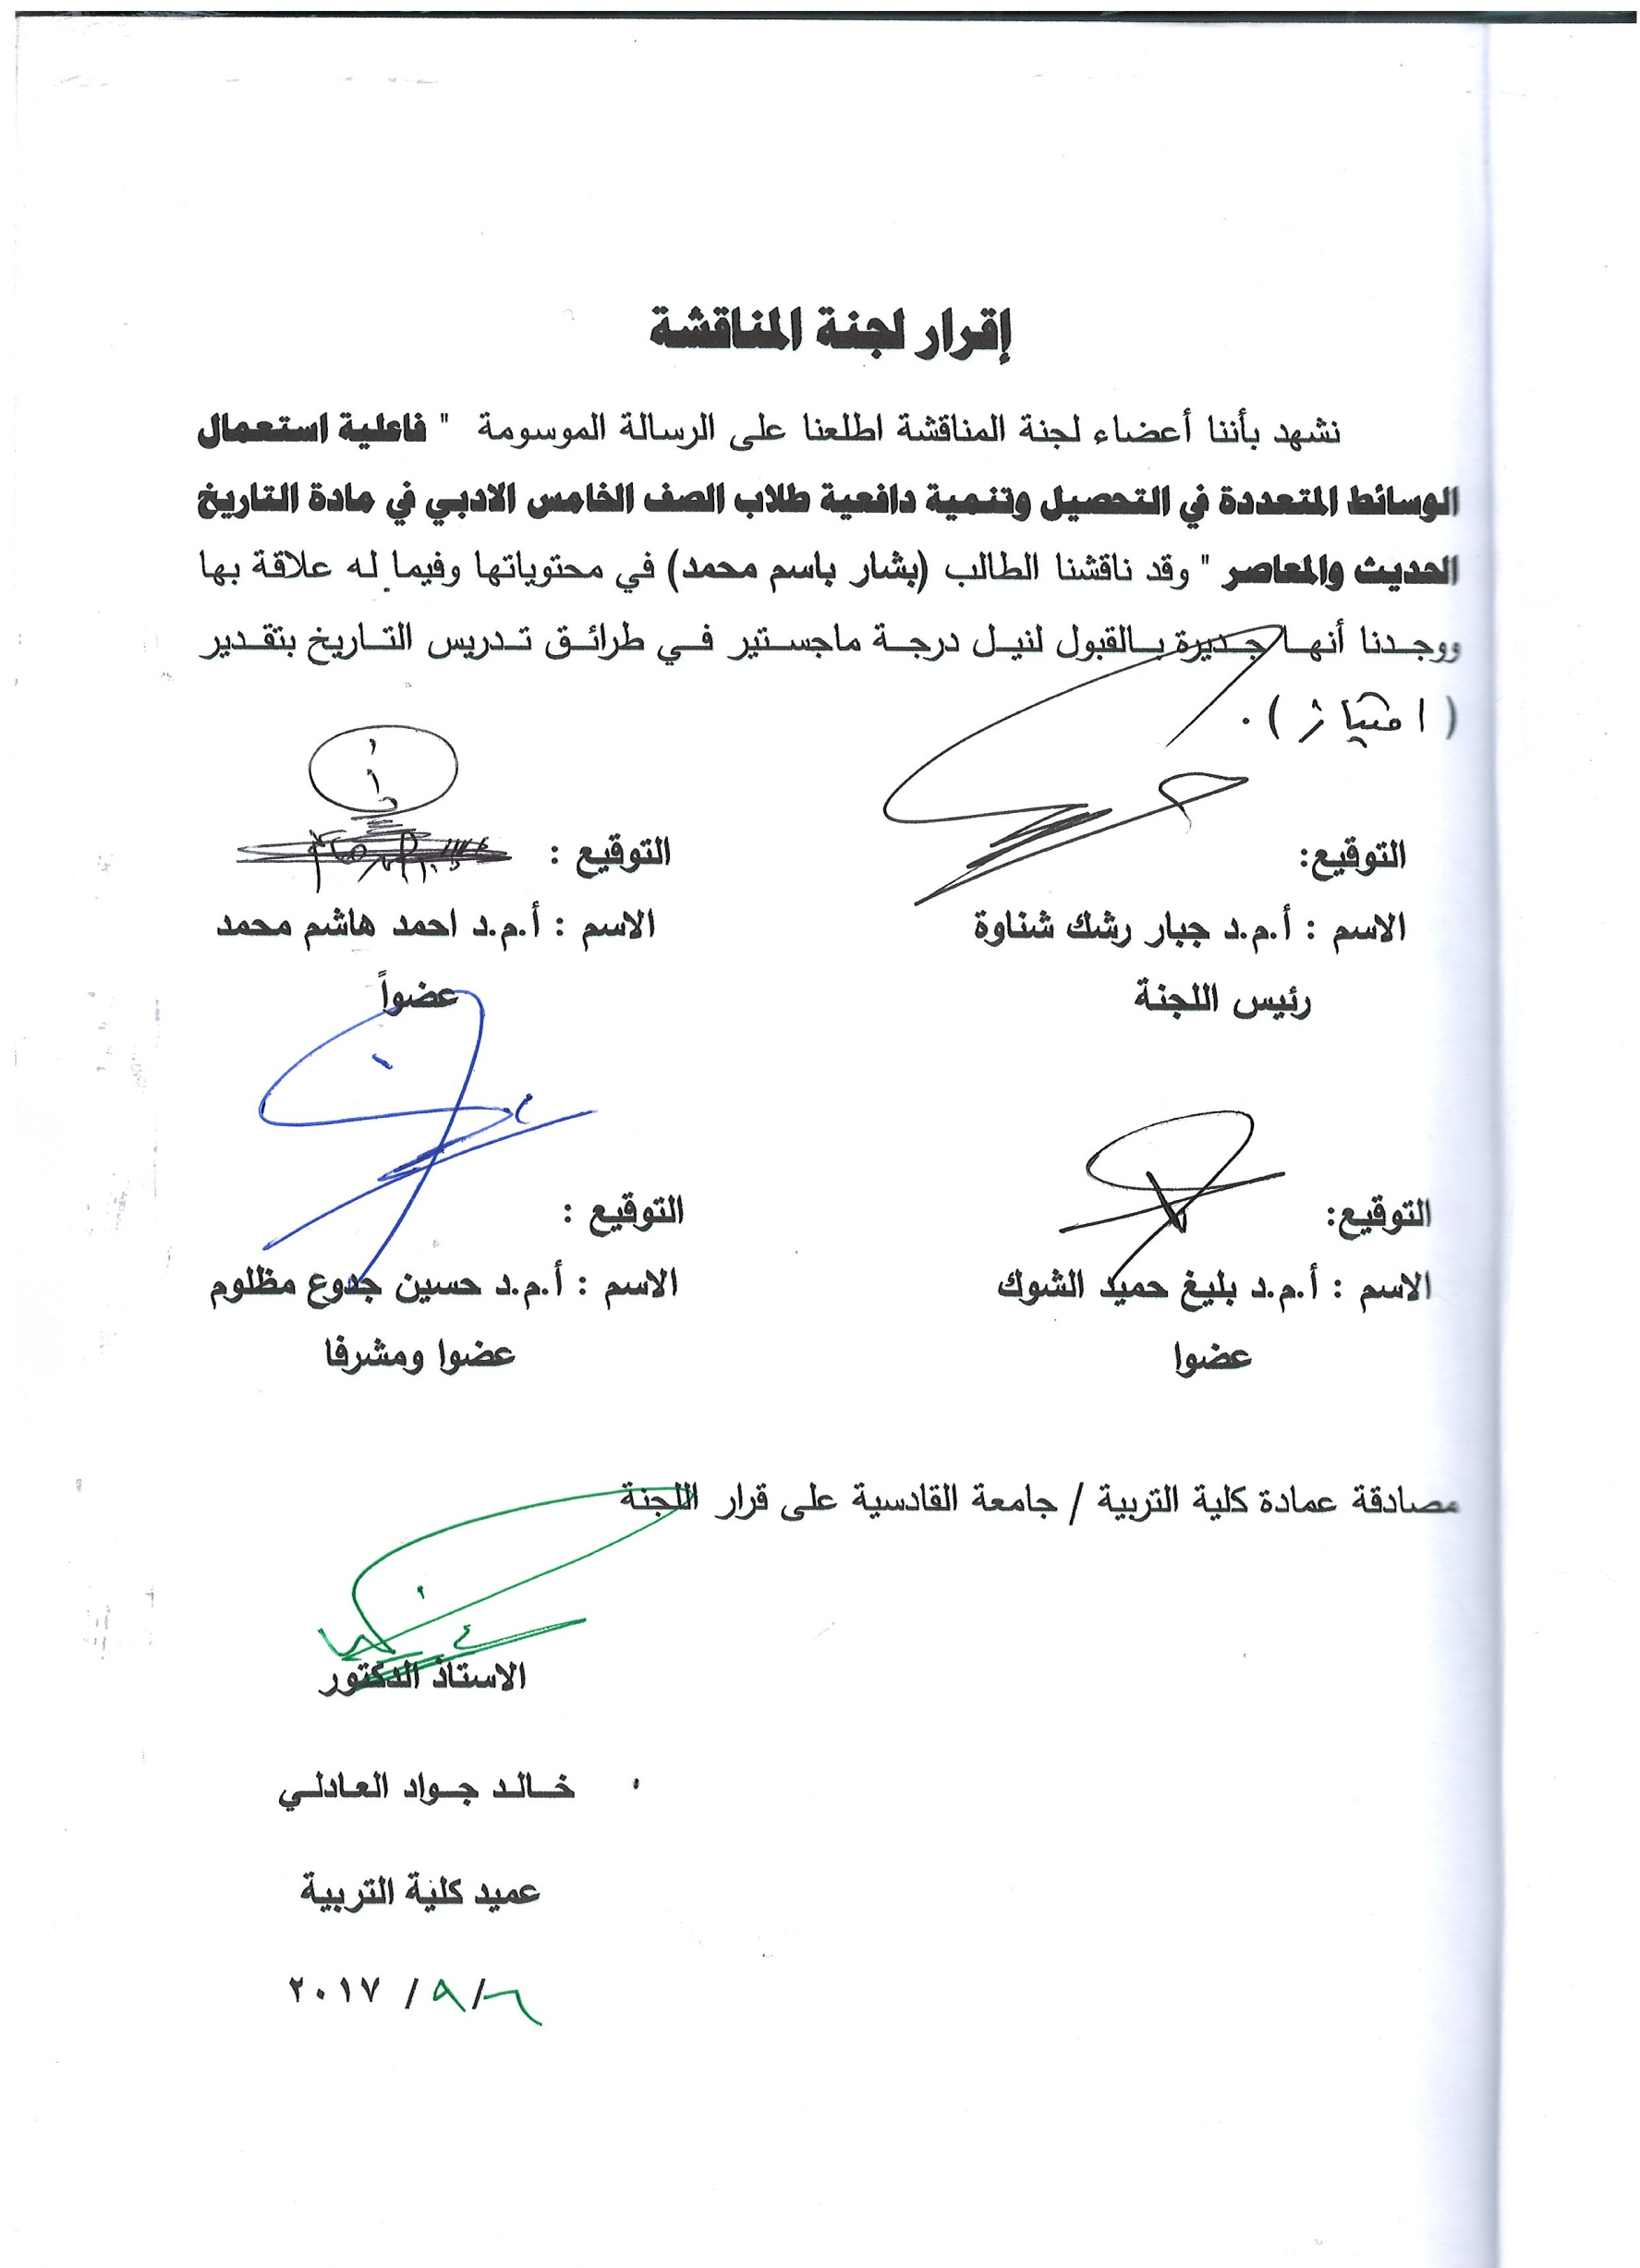 إقرار لجنة المناقشة
نشهد بأننا أعضاء لجنة المناقشة اطلعنا على الرسالة الموسومة " فاعلية استعمال
الوسائط المتعددة في التحصيل وتنمية دافعية طلاب الصف الخامس الادبي في مادة التاريخ
الحديث والمعاصر " وقد ناقشنا الطالب (بشار باسم محمد) في محتوياتها وفيما له علاقة بها
ووجدنا أنها جديرة بالقبول لنيل درجة ماجستير في طرائق تدريس التاريخ بتقدير
( امتياز ) .
التوقيع: التوقيع :
الاسم : أ.م.د جبار رشك شناوة الاسم : أ.م.د احمد هاشم محمد
رئيس اللجنة عضواً
التوقيع: التوقيع :
الاسم : أ.م.د بليغ حميد الشوك الاسم : أ.م.د حسين جدوع مظلوم
عضوا عضوا ومشرفا
مصادقة عمادة كلية التربية / جامعة القادسية على قرار اللجنة
الاستاذ الدكتور
خالد جواد العادلي
عميد كلية التربية
٦/ ٨/ ٢٠١٧